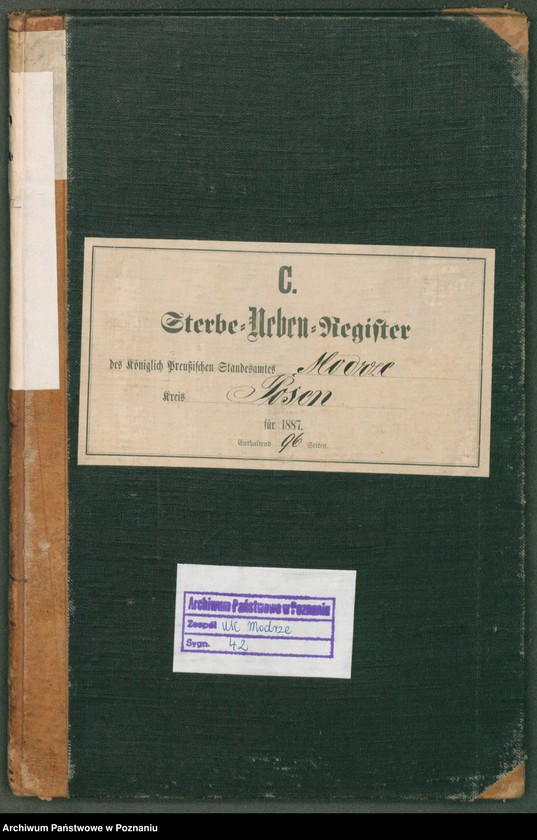 C.
Sterbe-Neben-Register
des Königlich Preußischen Standesamtes Modrze
Kreis Posen
für 1887.
Enthaltend 96 Seiten.
Archiwum Państwowe w Poznaniu
Zespół USC Modrze
Sygn. 42
Archiwum Państwowe w Poznaniu